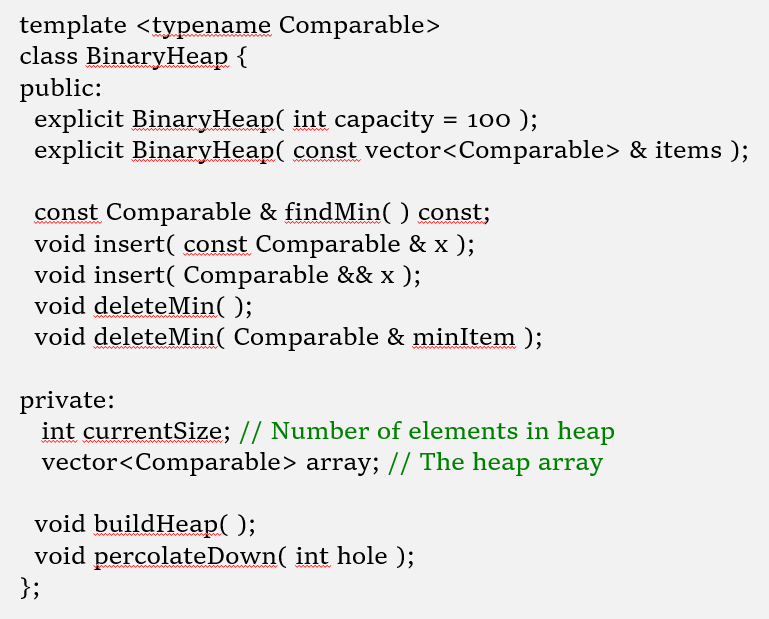 template <typename Comparable>
class BinaryHeap {
public:
explicit BinaryHeap( int capacity = 100 );
explicit BinaryHeap( const vector<Comparable> & items );
const Comparable & findMin( ) const;
void insert( const Comparable & x );
void insert( Comparable && x );
void deleteMin( );
void deleteMin( Comparable & minItem );
private:
int currentSize; // Number of elements in heap
vector<Comparable> array; // The heap array
void buildHeap( );
void percolateDown( int hole );
};